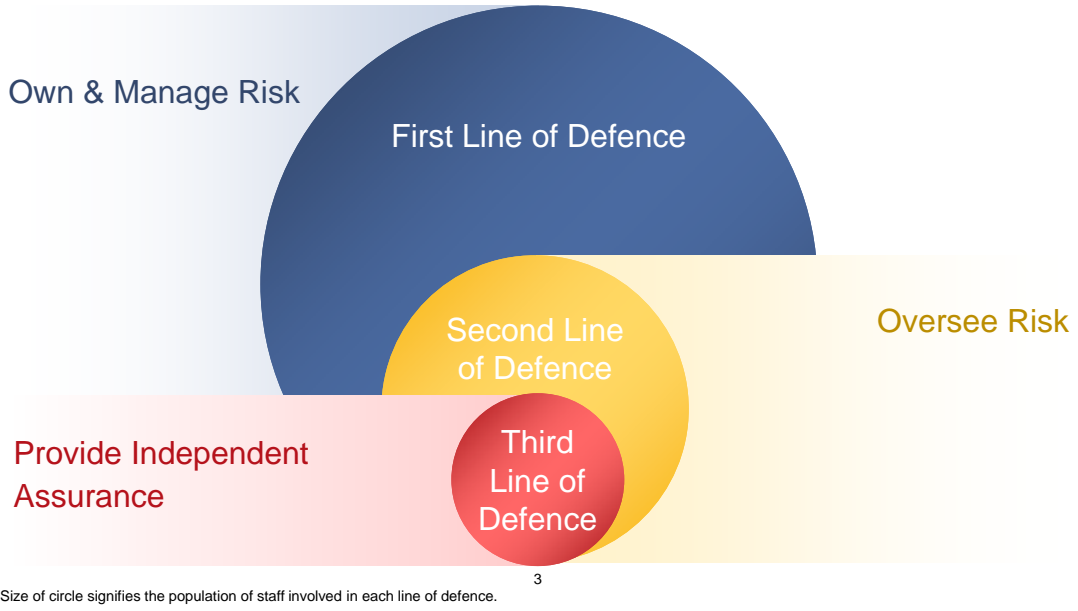 Own & Manage Risk
First Line of Defence
Oversee Risk
Second Line
of Defence
Provide Independent
Assurance
Third
Line of
Defence
3
Size of circle signifies the population of staff involved in each line of defence.